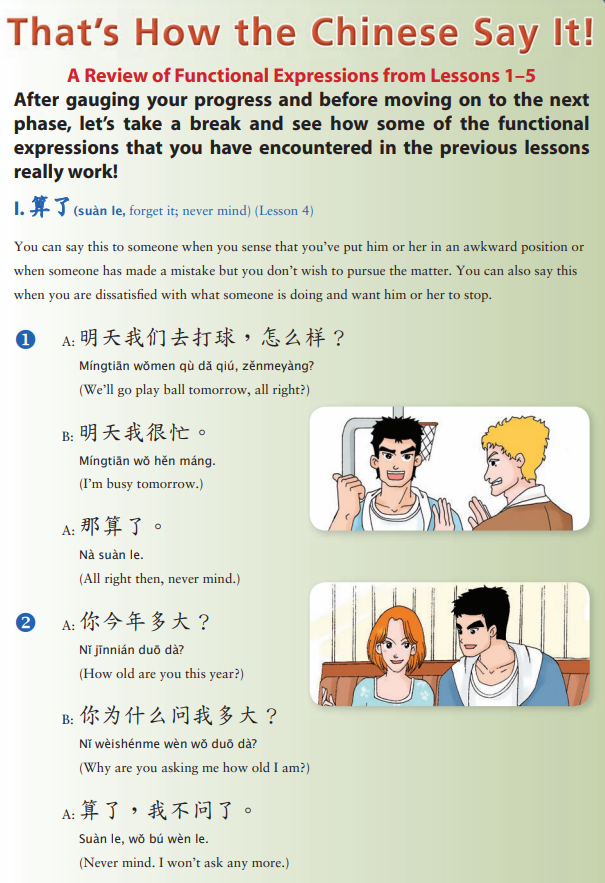 That's How the Chinese Say It!
A Review of Functional Expressions from Lessons 1–5
After gauging your progress and before moving on to the next
phase, let's take a break and see how some of the functional
expressions that you have encountered in the previous lessons
really work!
I. 算了 (suàn le, forget it; never mind) (Lesson 4)
You can say this to someone when you sense that you've put him or her in an awkward position or
when someone has made a mistake but you don't wish to pursue the matter. You can also say this
when you are dissatisfied with what someone is doing and want him or her to stop.
1 A: 明天我们去打球，怎么样？
Míngtiān wǒmen qù dǎ qiú, zěnmeyàng?
(We'll go play ball tomorrow, all right?)
B: 明天我很忙。
Míngtiān wǒ hěn máng.
(I'm busy tomorrow.)
A: 那算了。
Nà suàn le.
(All right then, never mind.)
2 A: 你今年多大？
Nǐ jīnnián duō dà?
(How old are you this year?)
B: 你为什么问我多大？
Nǐ wèishénme wèn wǒ duō dà?
(Why are you asking me how old I am?)
A: 算了，我不问了。
Suàn le, wǒ bú wèn le.
(Never mind. I won't ask any more.)